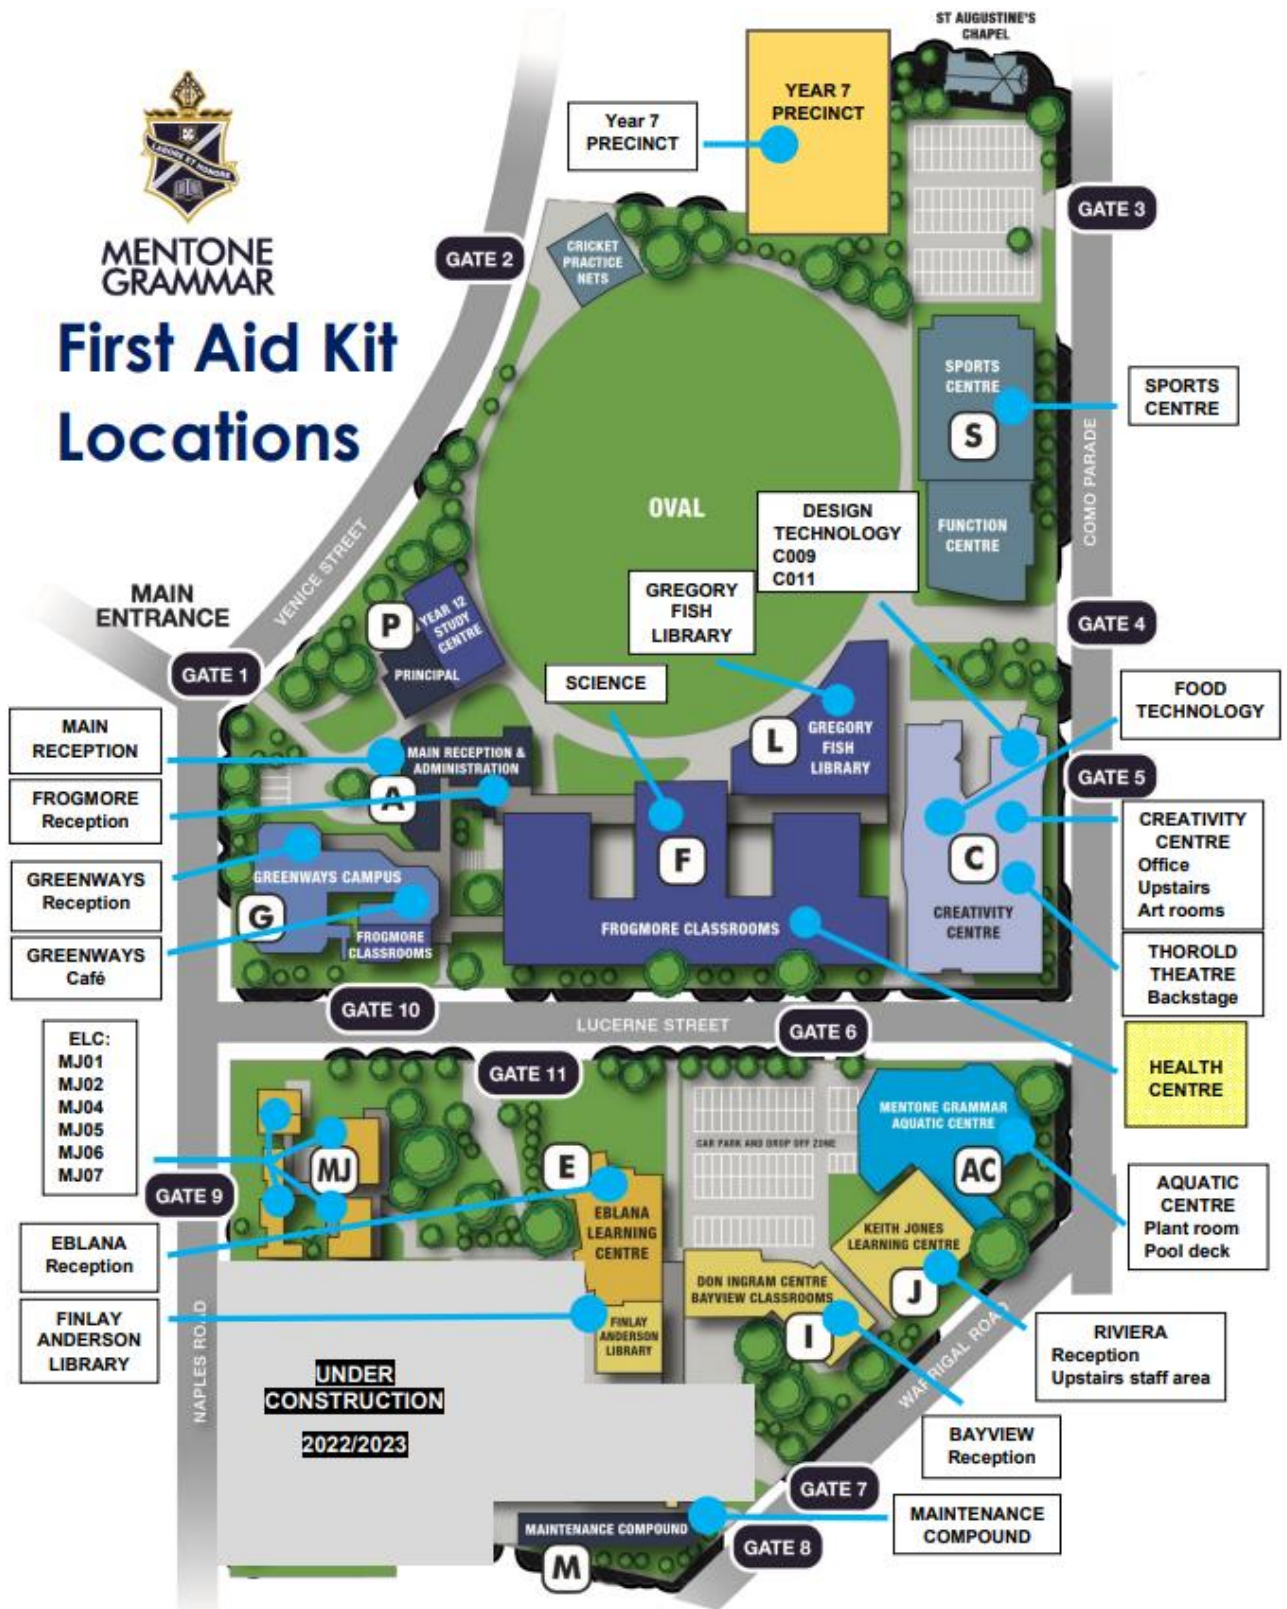 ST AUGUSTINE'S
CHAPEL
YEAR 7
PRECINCT
Year 7
PRECINCT
LABORE ET HONORE
MENTONE
GRAMMAR
First Aid Kit
Locations
GATE 3
GATE 2
CRICKET
PRACTICE
NETS
SPORTS
CENTRE
S
SPORTS
CENTRE
FUNCTION
CENTRE
COMO PARADE
OVAL
DESIGN
TECHNOLOGY
C009
C011
GREGORY
FISH
LIBRARY
SCIENCE
VENICE STREET
MAIN
ENTRANCE
GATE 1
P
YEAR 12
STUDY
CENTRE
PRINCIPAL
GATE 4
FOOD
TECHNOLOGY
MAIN
RECEPTION
MAIN RECEPTION &
ADMINISTRATION
A
L
GREGORY
FISH
LIBRARY
GATE 5
FROGMORE
Reception
GREENWAYS
Reception
GREENWAYS
Café
GREENWAYS CAMPUS
G
FROGMORE
CLASSROOMS
F
FROGMORE CLASSROOMS
C
CREATIVITY
CENTRE
CREATIVITY
CENTRE
Office
Upstairs
Art rooms
THOROLD
THEATRE
Backstage
GATE 10
LUCERNE STREET
GATE 6
HEALTH
CENTRE
ELC:
MJ01
MJ02
MJ04
MJ05
MJ06
MJ07
GATE 11
MJ
E
EBLANA
LEARNING
CENTRE
CAR PARK AND DROP OFF ZONE
MENTONE GRAMMAR
AQUATIC CENTRE
AC
GATE 9
AQUATIC
CENTRE
Plant room
Pool deck
EBLANA
Reception
KEITH JONES
LEARNING CENTRE
J
DON INGRAM CENTRE
BAYVIEW CLASSROOMS
I
FINLAY
ANDERSON
LIBRARY
FINLAY
ANDERSON
LIBRARY
NAPLES ROAD
WARRIGAL ROAD
RIVIERA
Reception
Upstairs staff area
UNDER
CONSTRUCTION
2022/2023
BAYVIEW
Reception
GATE 7
MAINTENANCE
COMPOUND
MAINTENANCE COMPOUND
GATE 8
M